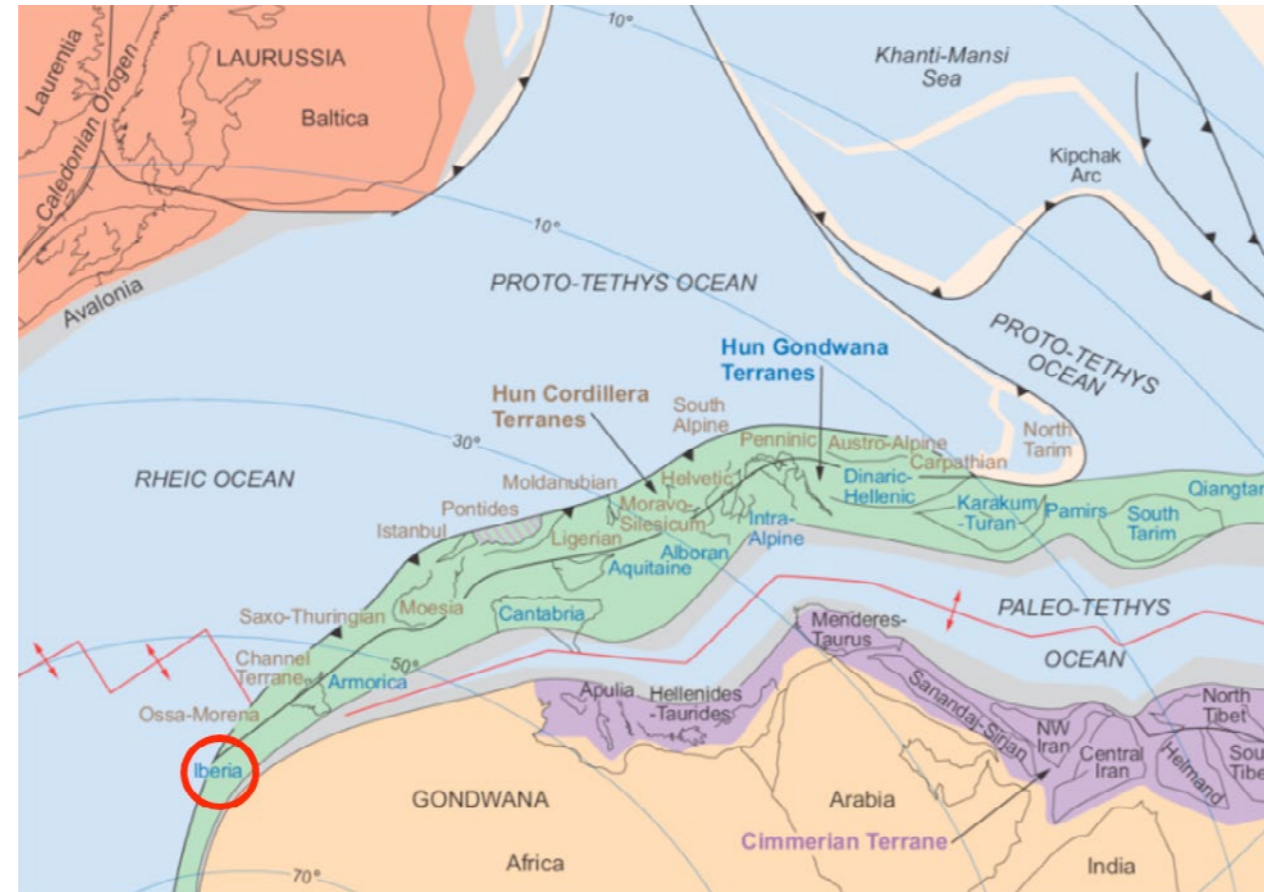 10°
Khanti-Mansi
Sea
Laurentia
LAURUSSIA
Baltica
Caledonian Orogen
Kipchak
Arc
10°
Avalonia
PROTO-TETHYS OCEAN
PROTO-TETHYS
OCEAN
Hun Gondwana
Terranes
Hun Cordillera
Terranes
South
Alpine
30°
Penninic
Austro-Alpine
North
Tarim
RHEIC OCEAN
Moldanubian
Helvetic
Carpathian
Dinaric-
Hellenic
Qiangtan
Pontides
Moravo-
Silesicum
Karakum
-Turan
Pamirs
South
Tarim
Istanbul
Ligerian
Intra-
Alpine
Alboran
Aquitaine
Saxo-Thuringian
Moesia
Cantabria
PALEO-TETHYS
OCEAN
Menderes-
Taurus
Channel
Terrane
50°
Armorica
Ossa-Morena
Apulia
Hellenides
-Taurides
Sanandaj-Sirjan
North
Tibet
NW
Iran
Central
Iran
Helmand
Sou
Tibe
Iberia
GONDWANA
Arabia
Cimmerian Terrane
Africa
India
70°